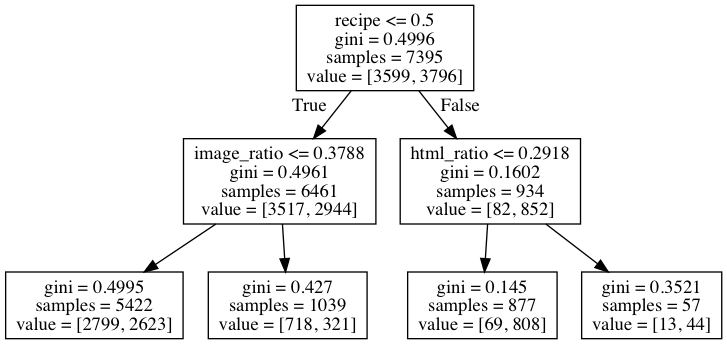 recipe <= 0.5
gini = 0.4996
samples = 7395
value = [3599, 3796]
True
False
image_ratio <= 0.3788
gini = 0.4961
samples = 6461
value = [3517, 2944]
html_ratio <= 0.2918
gini = 0.1602
samples = 934
value = [82, 852]
gini = 0.4995
samples = 5422
value = [2799, 2623]
gini = 0.427
samples = 1039
value = [718, 321]
gini = 0.145
samples = 877
value = [69, 808]
gini = 0.3521
samples = 57
value = [13, 44]